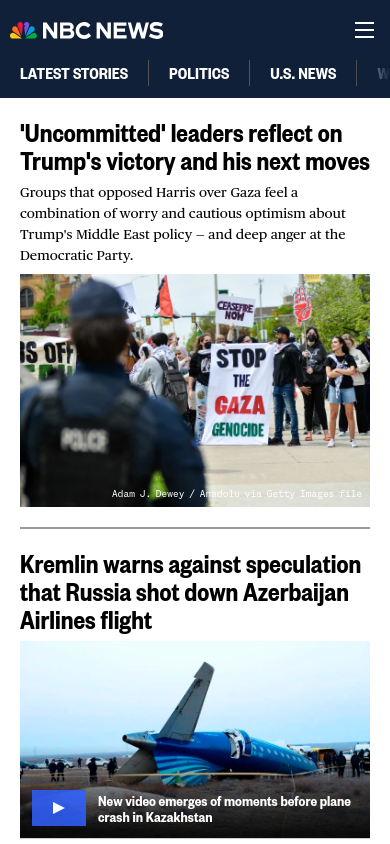 NBC NEWS
LATEST STORIES
POLITICS
U.S. NEWS
'Uncommitted' leaders reflect on
Trump's victory and his next moves
Groups that opposed Harris over Gaza feel a
combination of worry and cautious optimism about
Trump's Middle East policy — and deep anger at the
Democratic Party.
CEASEFIRE
NOW
S OFF
STOP
THE
GAZA
GENOCIDE
POLICE
Adam J. Dewey / Anadolu via Getty Images file
Kremlin warns against speculation
that Russia shot down Azerbaijan
Airlines flight
New video emerges of moments before plane
crash in Kazakhstan